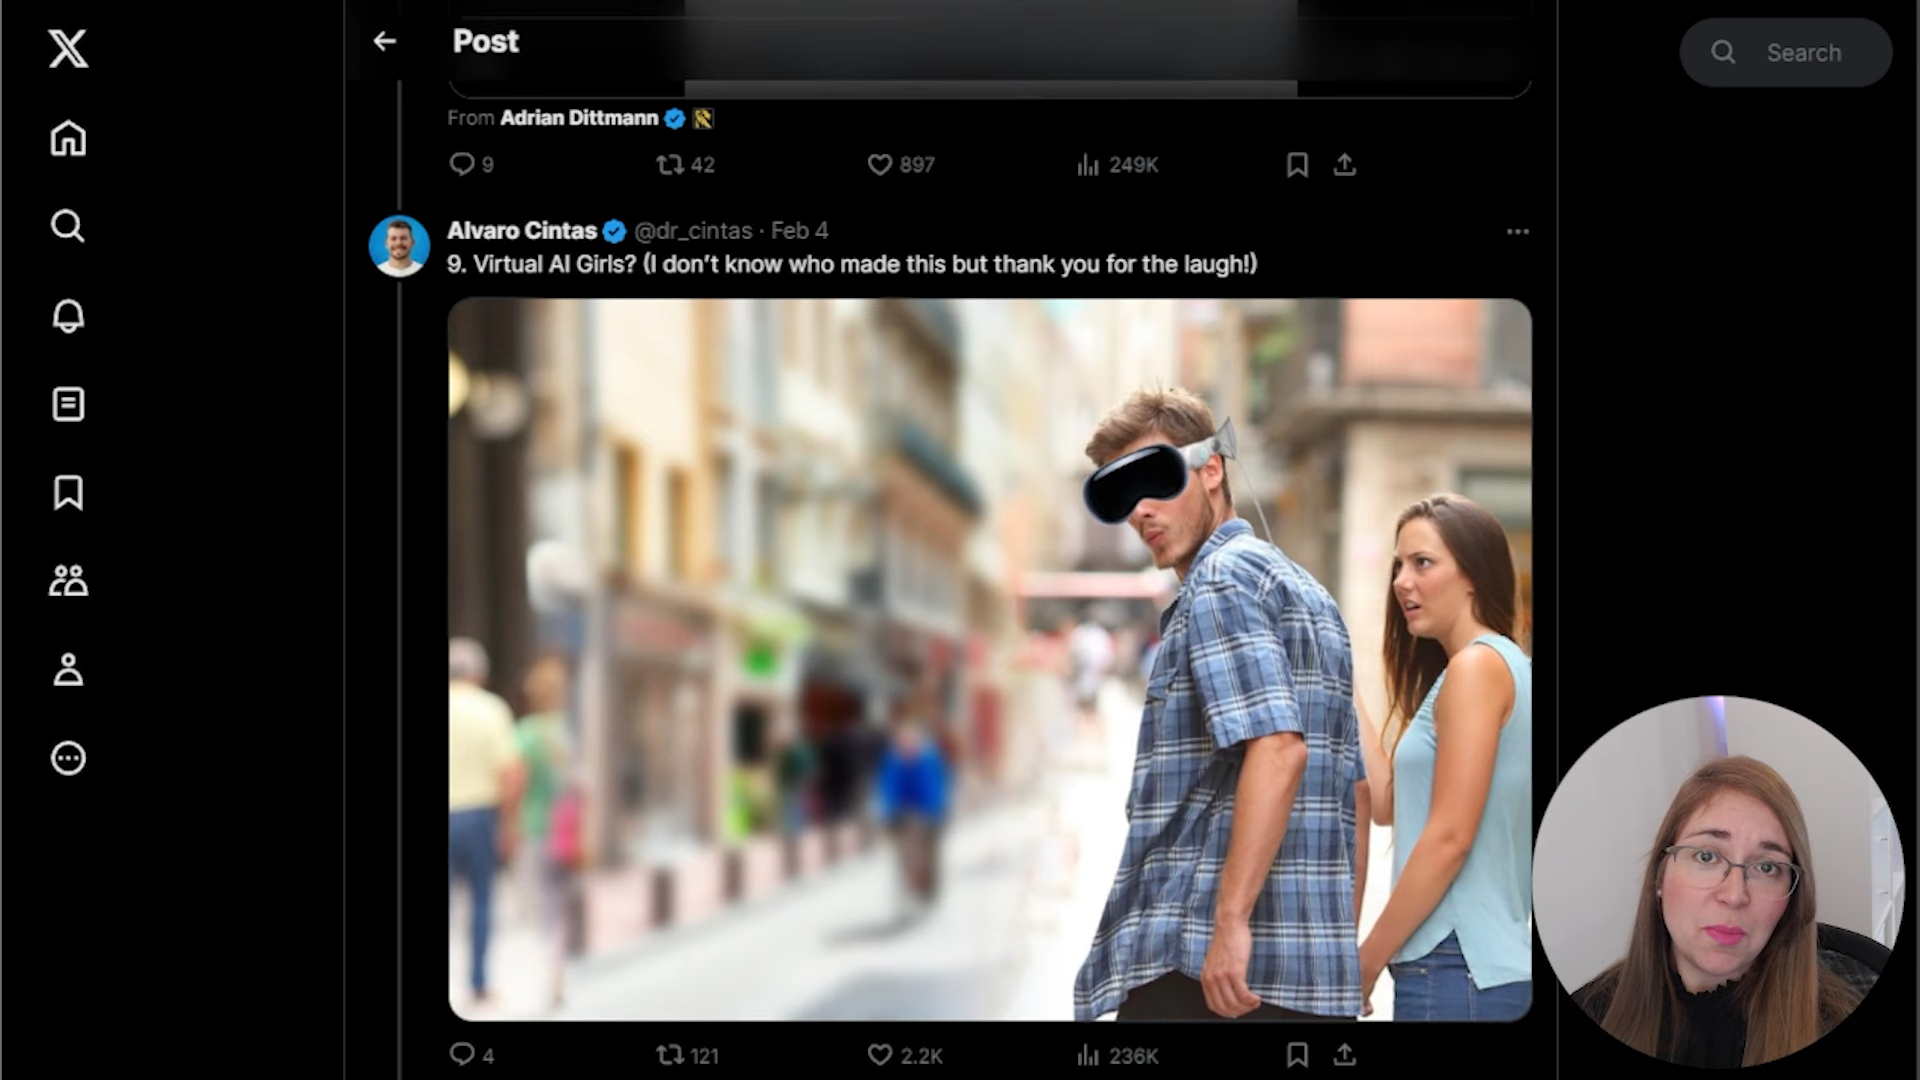 Post
Search
From Adrian Dittmann
9
42
897
249K
Alvaro Cintas @dr_cintas · Feb 4
9. Virtual AI Girls? (I don’t know who made this but thank you for the laugh!)
4
121
2.2K
236K